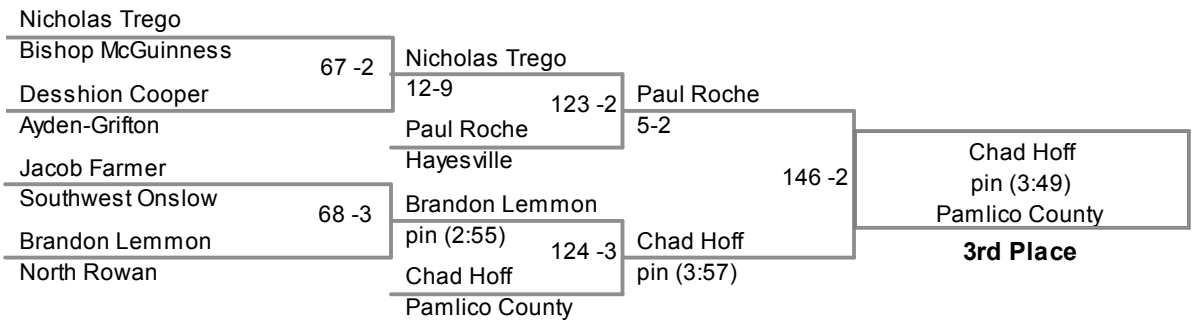 Nicholas Trego
Bishop McGuinness
67 -2
Desshion Cooper
Ayden-Grifton
Jacob Farmer
Southwest Onslow
68 -3
Brandon Lemmon
North Rowan
Nicholas Trego
12-9
123 -2
Paul Roche
Hayesville
Brandon Lemmon
pin (2:55)
124 -3
Chad Hoff
Pamlico County
Paul Roche
5-2
146 -2
Chad Hoff
pin (3:57)
Chad Hoff
pin (3:49)
Pamlico County
3rd Place